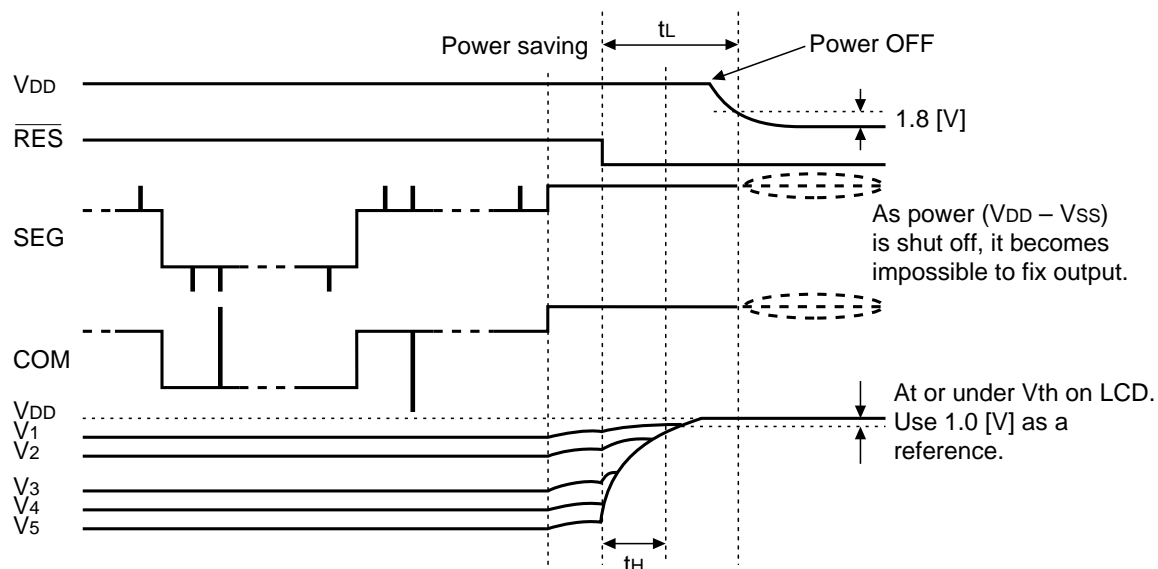 tL
Power saving
Power OFF
VDD
1.8 [V]
RES
As power (VDD – VSS)
is shut off, it becomes
impossible to fix output.
SEG
COM
At or under Vth on LCD.
Use 1.0 [V] as a
reference.
VDD
V1
V2
V3
V4
V5
tH